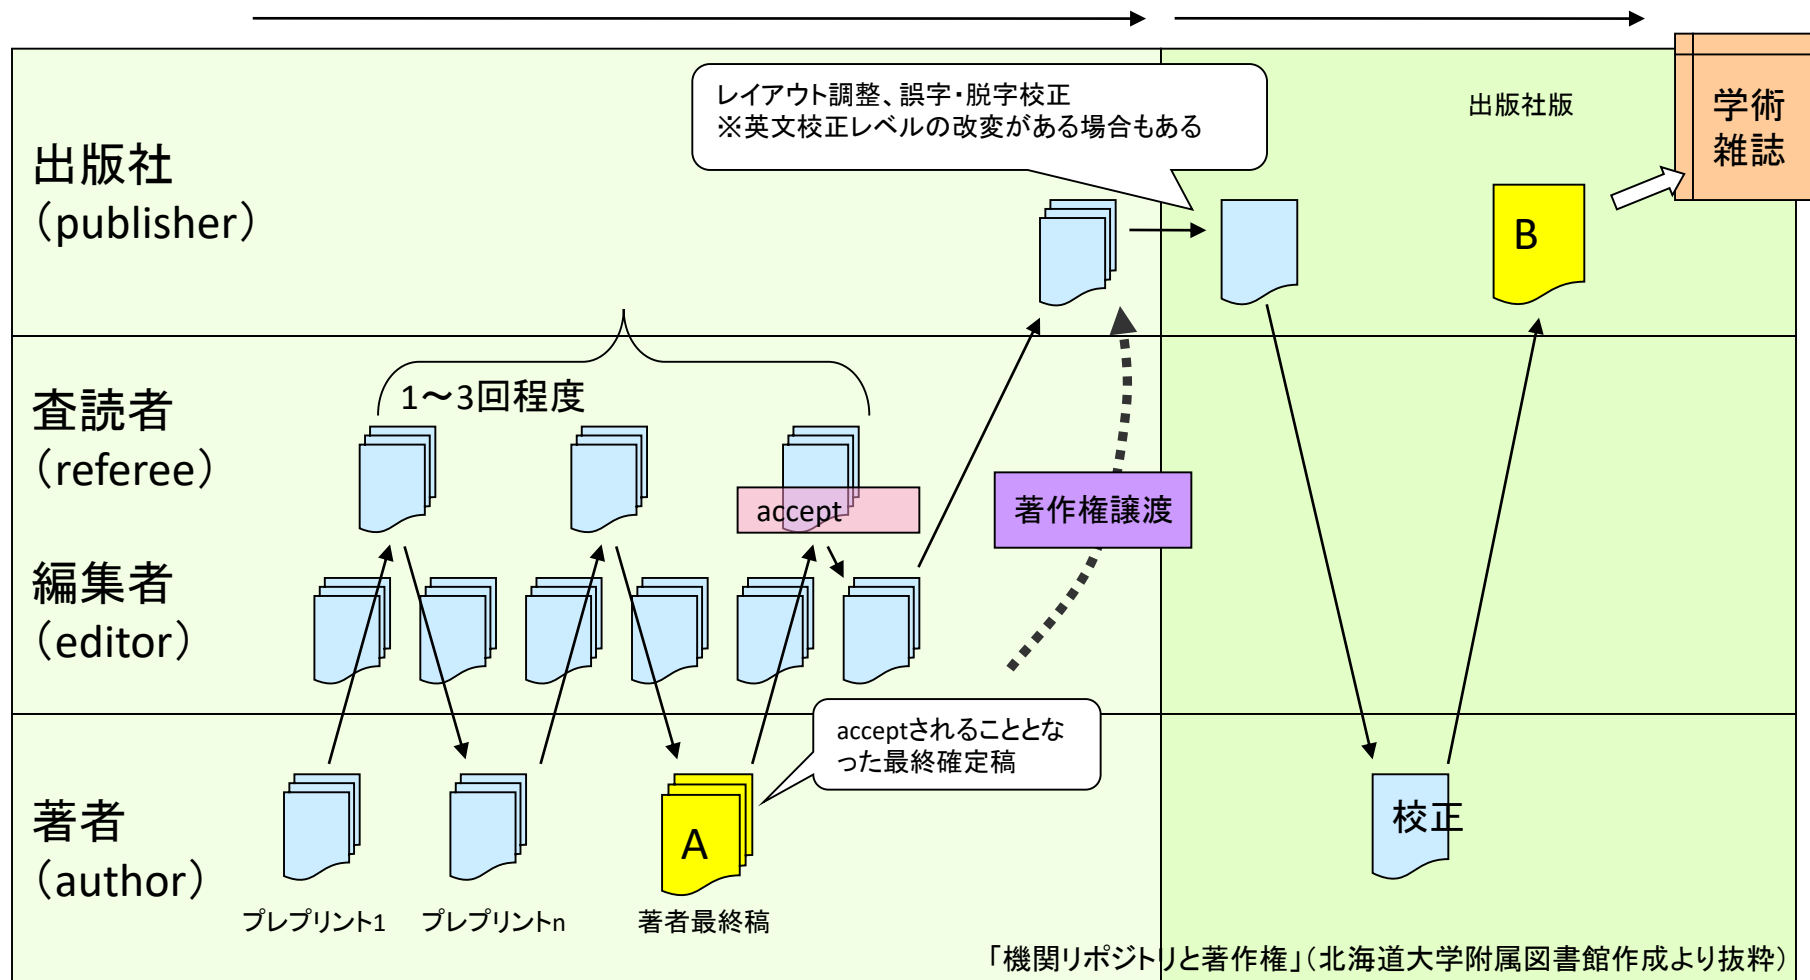 レイアウト調整、誤字・脱字校正
※英文校正レベルの改変がある場合もある
出版社版
学術
雑誌
出版社
（publisher）
B
1～3回程度
査読者
（referee）
accept
著作権譲渡
編集者
（editor）
acceptされることとな
った最終確定稿
著者
（author）
A
校正
プレプリント1
プレプリントn
著者最終稿
「機関リポジトリと著作権」（北海道大学附属図書館作成より抜粋）